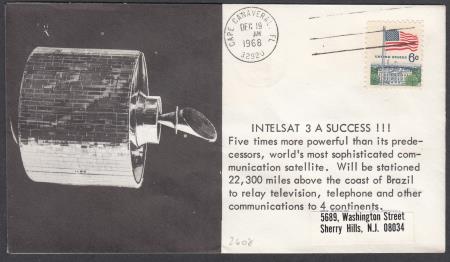 CAPE CANAVERAL, FL
DEC 19
AM
1968
32920
UNITED STATES 6c
INTELSAT 3 A SUCCESS !!!
Five times more powerful than its prede-
cessors, world's most sophisticated com-
munication satellite. Will be stationed
22,300 miles above the coast of Brazil
to relay television, telephone and other
communications to 4 continents.
5689, Washington Street
Sherry Hills, N.J. 08034
2608